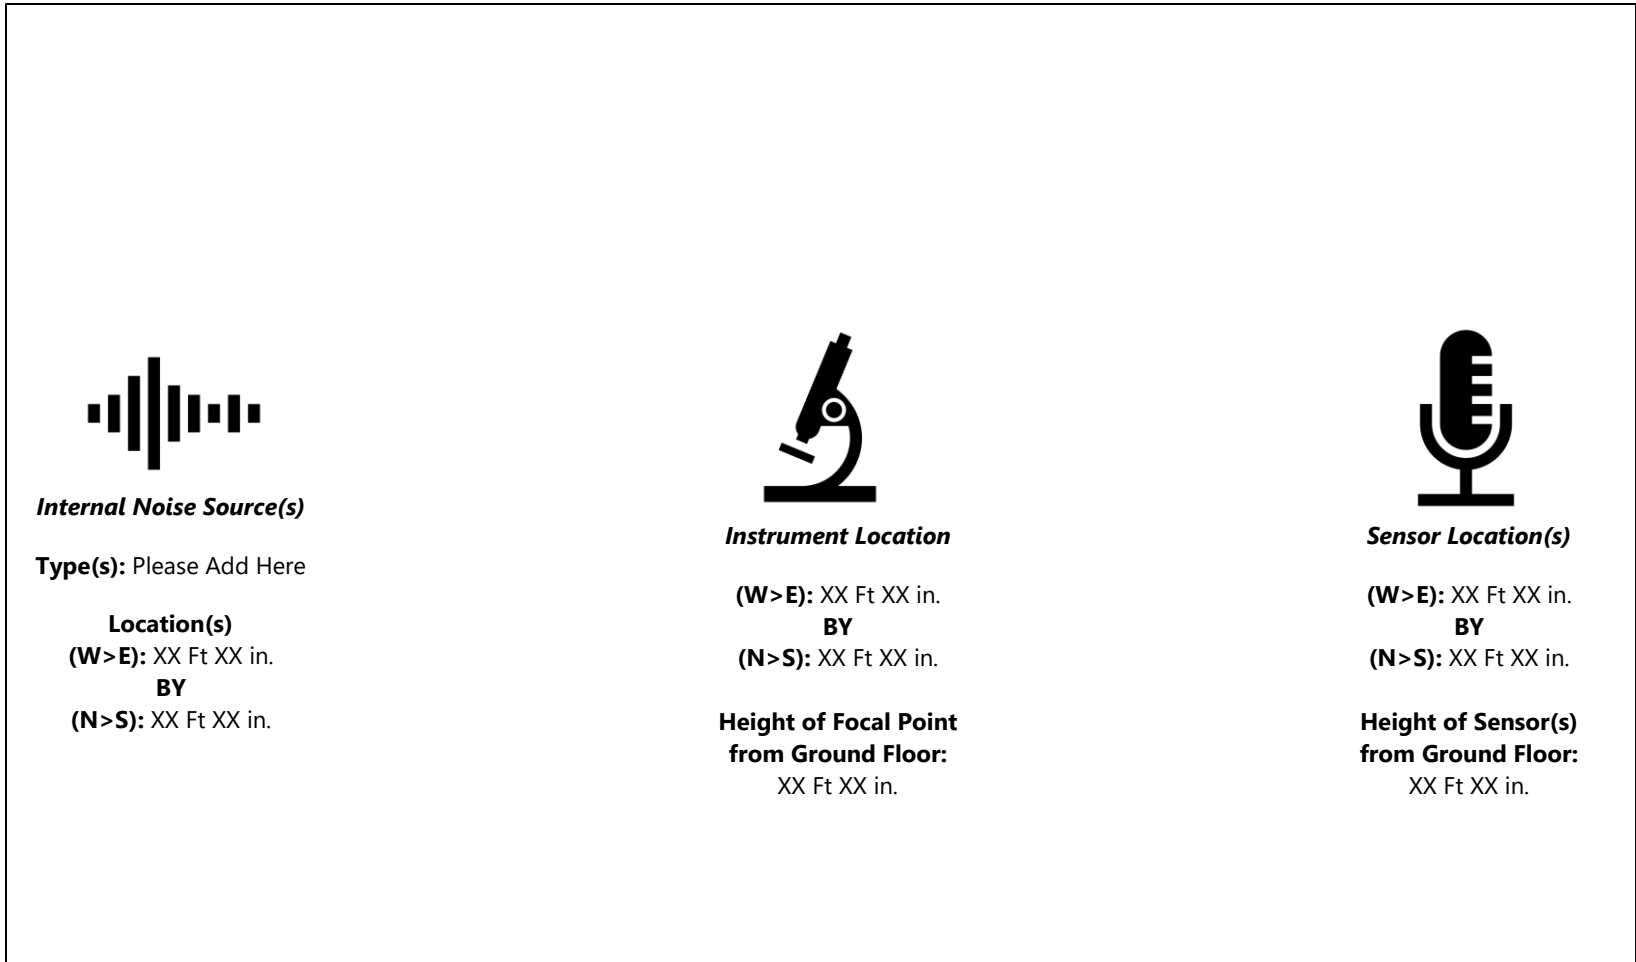 Internal Noise Source(s)
Type(s): Please Add Here
Location(s)
(W>E): XX Ft XX in.
BY
(N>S): XX Ft XX in.
Instrument Location
(W>E): XX Ft XX in.
BY
(N>S): XX Ft XX in.
Height of Focal Point
from Ground Floor:
XX Ft XX in.
Sensor Location(s)
(W>E): XX Ft XX in.
BY
(N>S): XX Ft XX in.
Height of Sensor(s)
from Ground Floor:
XX Ft XX in.